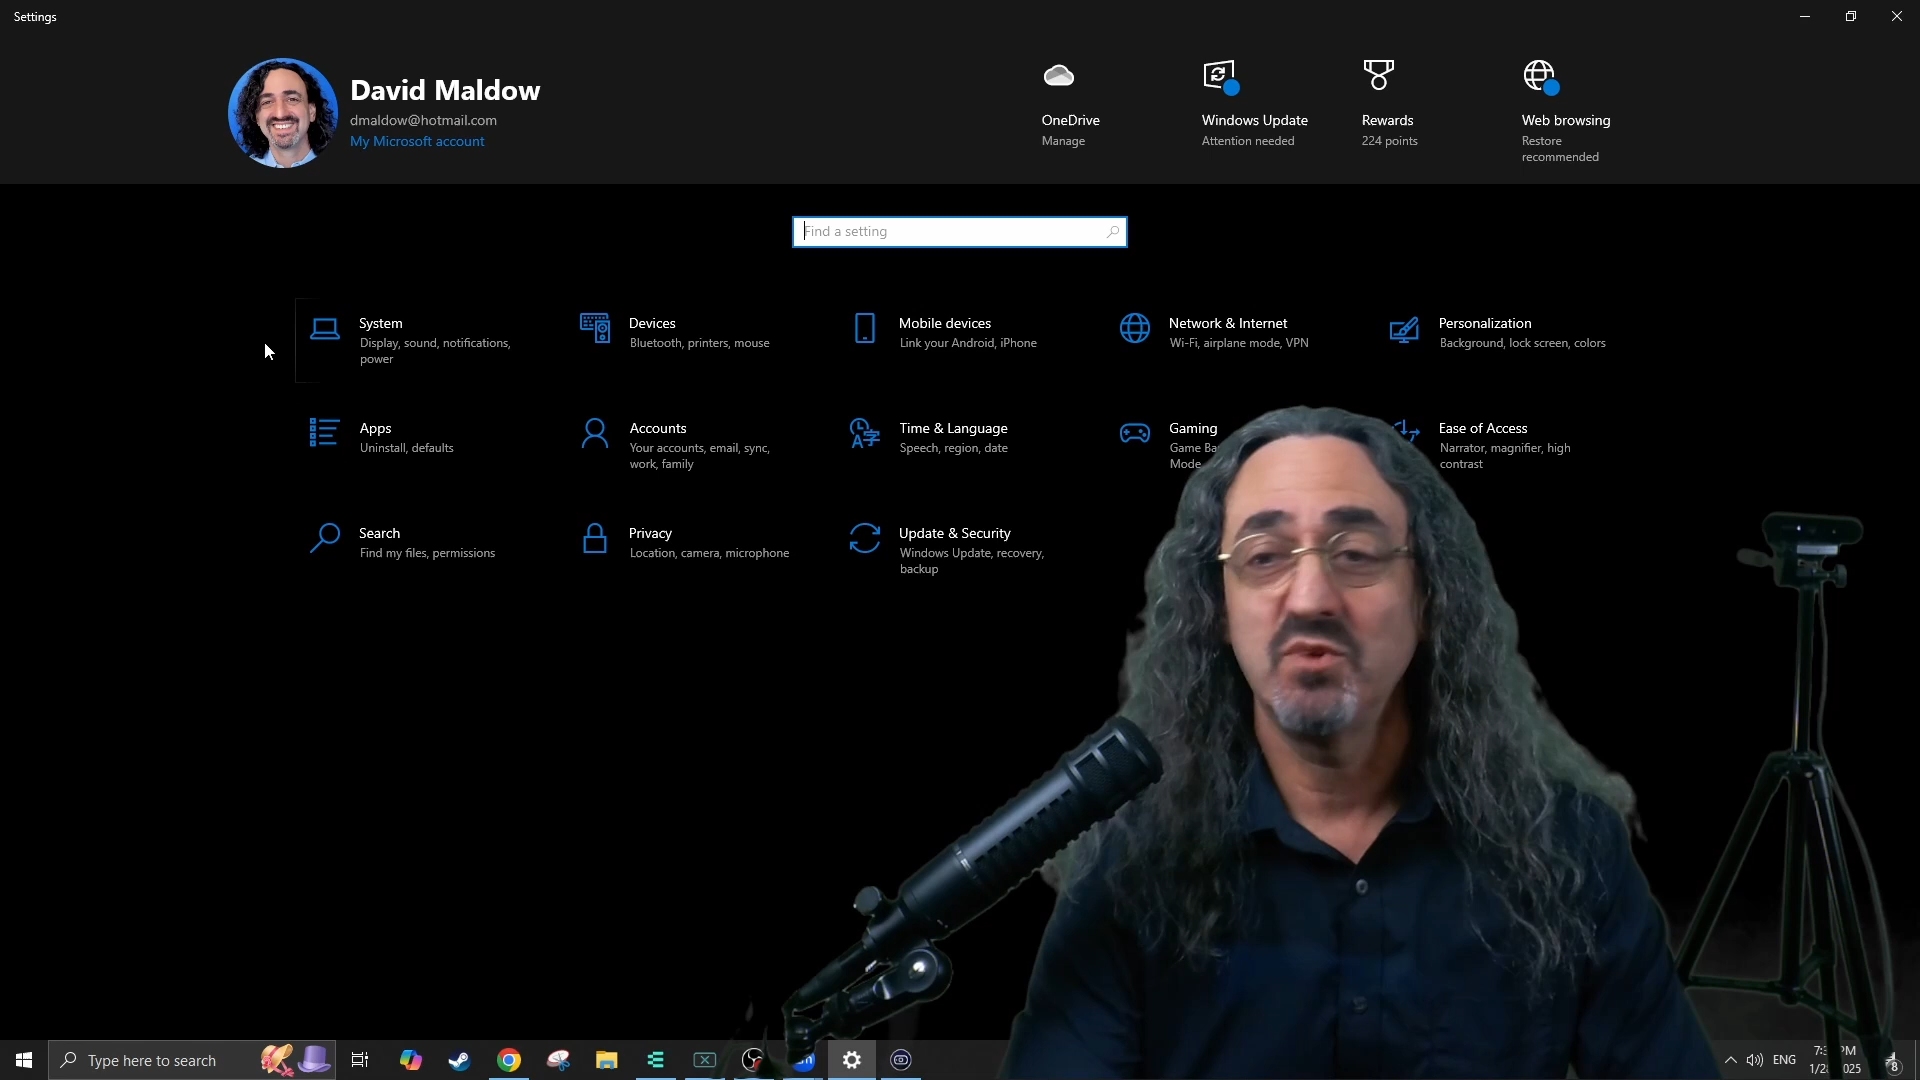 Settings
David Maldow
dmaldow@hotmail.com
My Microsoft account
OneDrive
Manage
Windows Update
Attention needed
Rewards
224 points
Web browsing
Restore
recommended
Find a setting
System
Display, sound, notifications,
power
Devices
Bluetooth, printers, mouse
Mobile devices
Link your Android, iPhone
Network & Internet
Wi-Fi, airplane mode, VPN
Personalization
Background, lock screen, colors
Apps
Uninstall, defaults
Accounts
Your accounts, email, sync,
work, family
Time & Language
Speech, region, date
Gaming
Game
Mode
Ease of Access
Narrator, magnifier, high
contrast
Search
Find my files, permissions
Privacy
Location, camera, microphone
Update & Security
Windows Update, recovery,
backup
Type here to search
ENG
PM
8